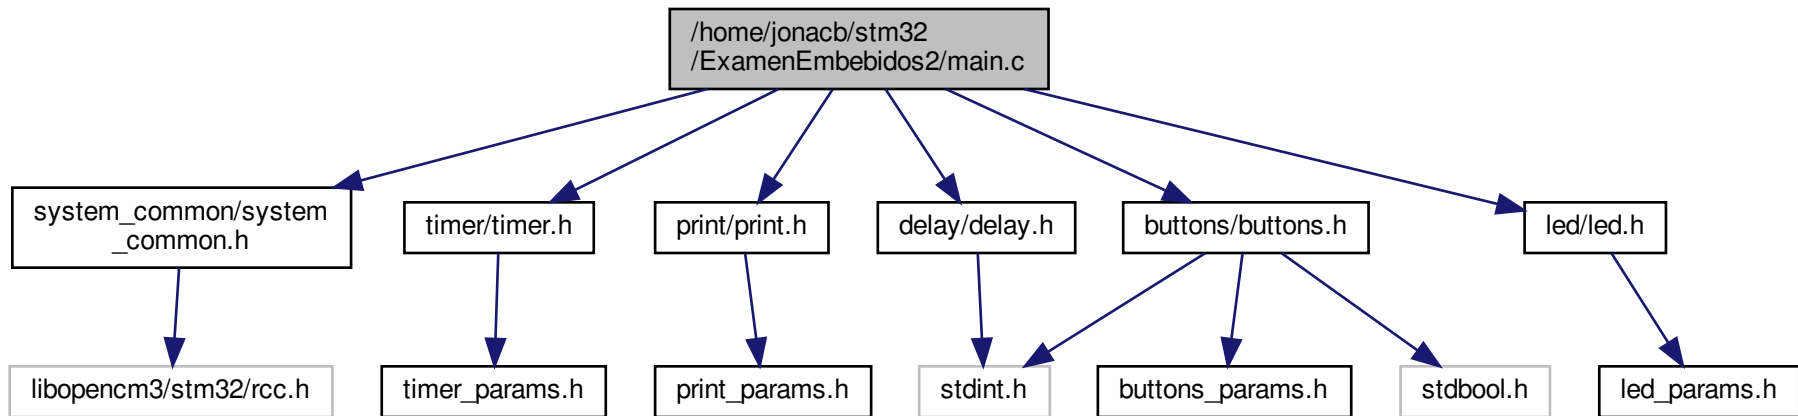 /home/jonacb/stm32
/ExamenEmbebidos2/main.c
system_common/system
_common.h
timer/timer.h
print/print.h
delay/delay.h
buttons/buttons.h
led/led.h
libopencm3/stm32/rcc.h
timer_params.h
print_params.h
stdint.h
buttons_params.h
stdbool.h
led_params.h